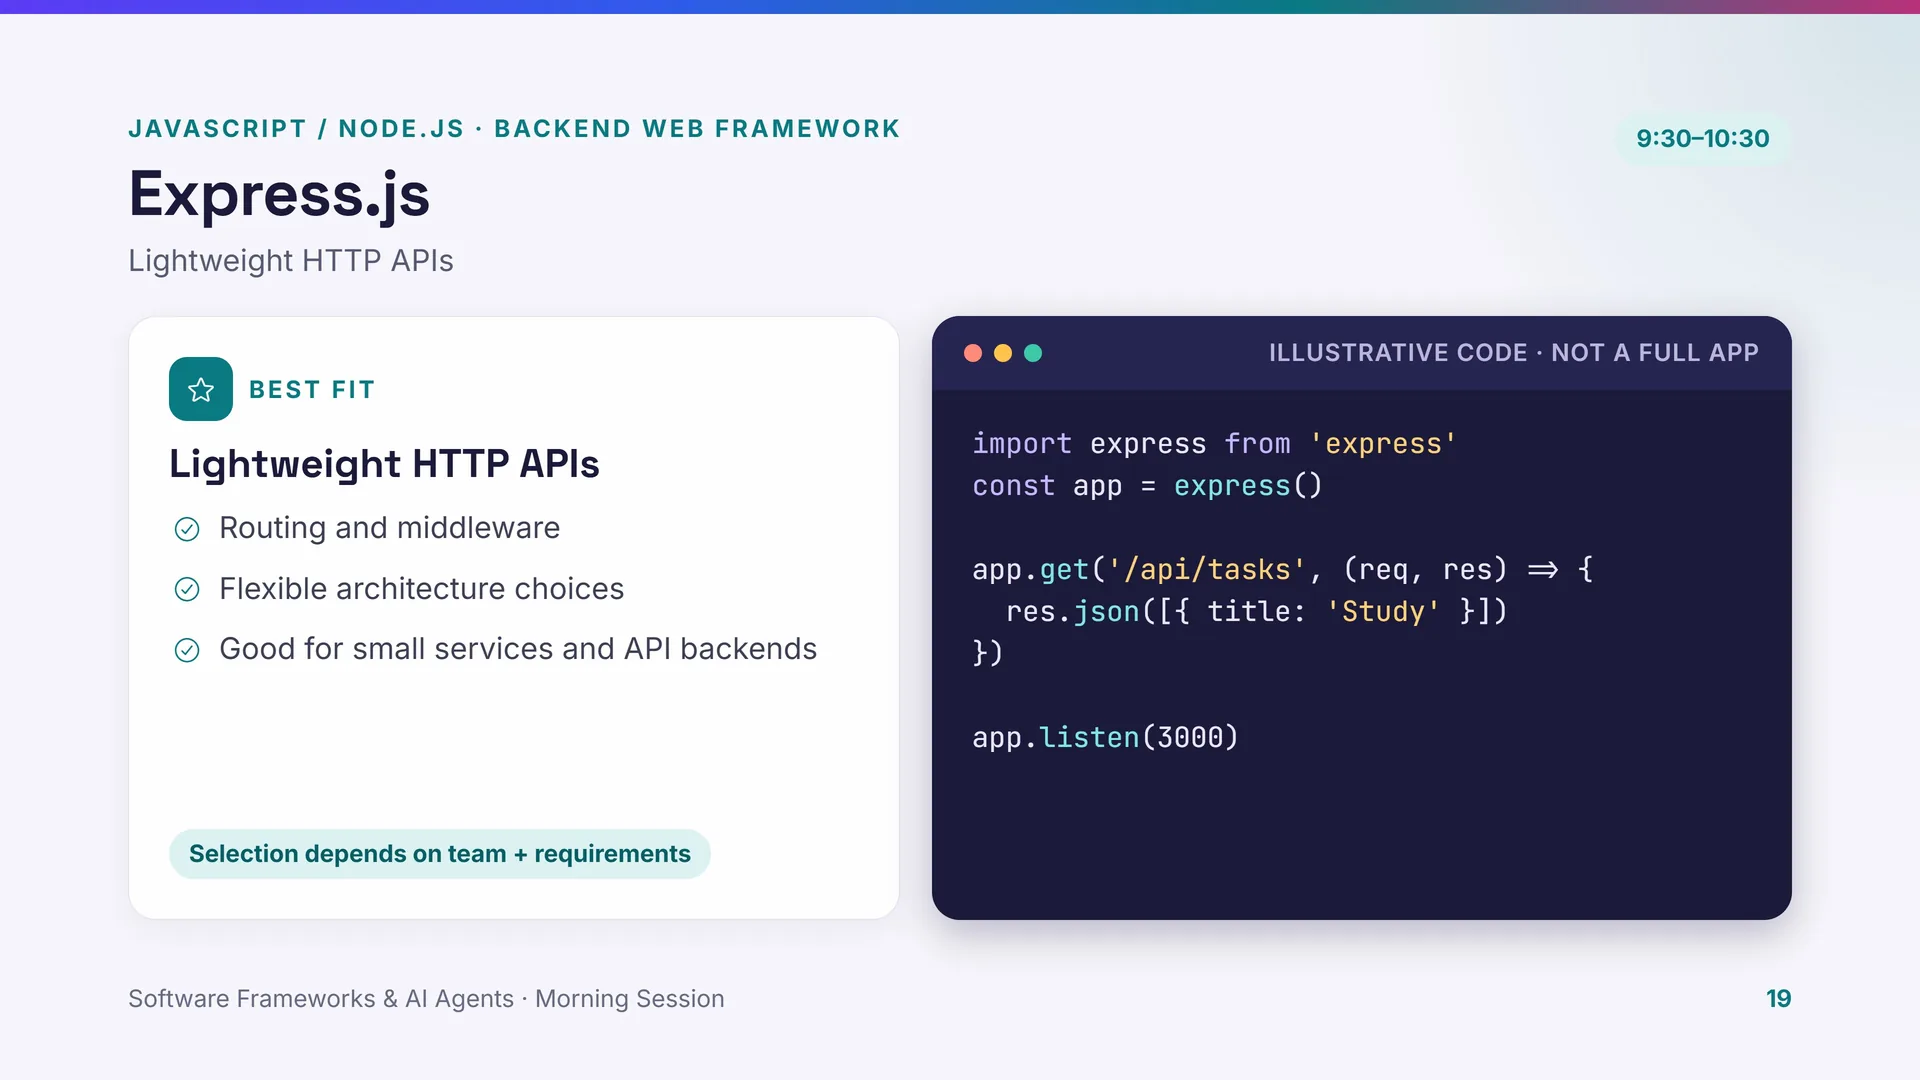 JAVASCRIPT / NODE.JS · BACKEND WEB FRAMEWORK
9:30–10:30
Express.js
Lightweight HTTP APIs
BEST FIT
Lightweight HTTP APIs
Routing and middleware
Flexible architecture choices
Good for small services and API backends
Selection depends on team + requirements
ILLUSTRATIVE CODE · NOT A FULL APP
import express from 'express'
const app = express()
app.get('/api/tasks', (req, res) => {
  res.json([{ title: 'Study' }])
})
app.listen(3000)
Software Frameworks & AI Agents · Morning Session
19